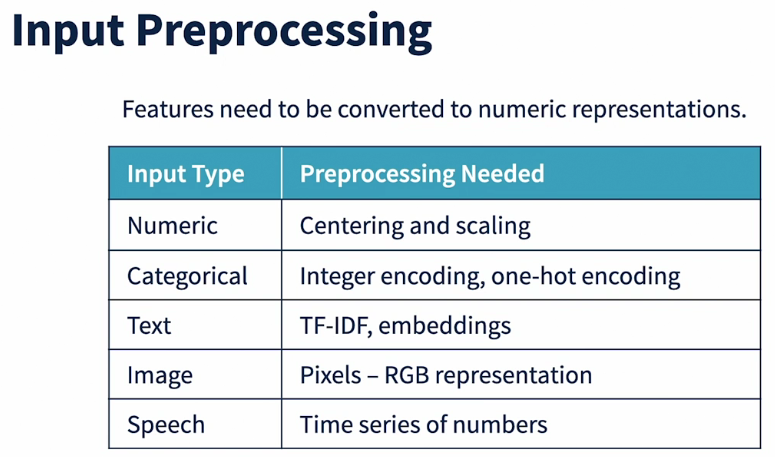 Input Preprocessing
Features need to be converted to numeric representations.
Input Type Preprocessing Needed
Numeric Centering and scaling
Categorical Integer encoding, one-hot encoding
Text TF-IDF, embeddings
Image Pixels – RGB representation
Speech Time series of numbers